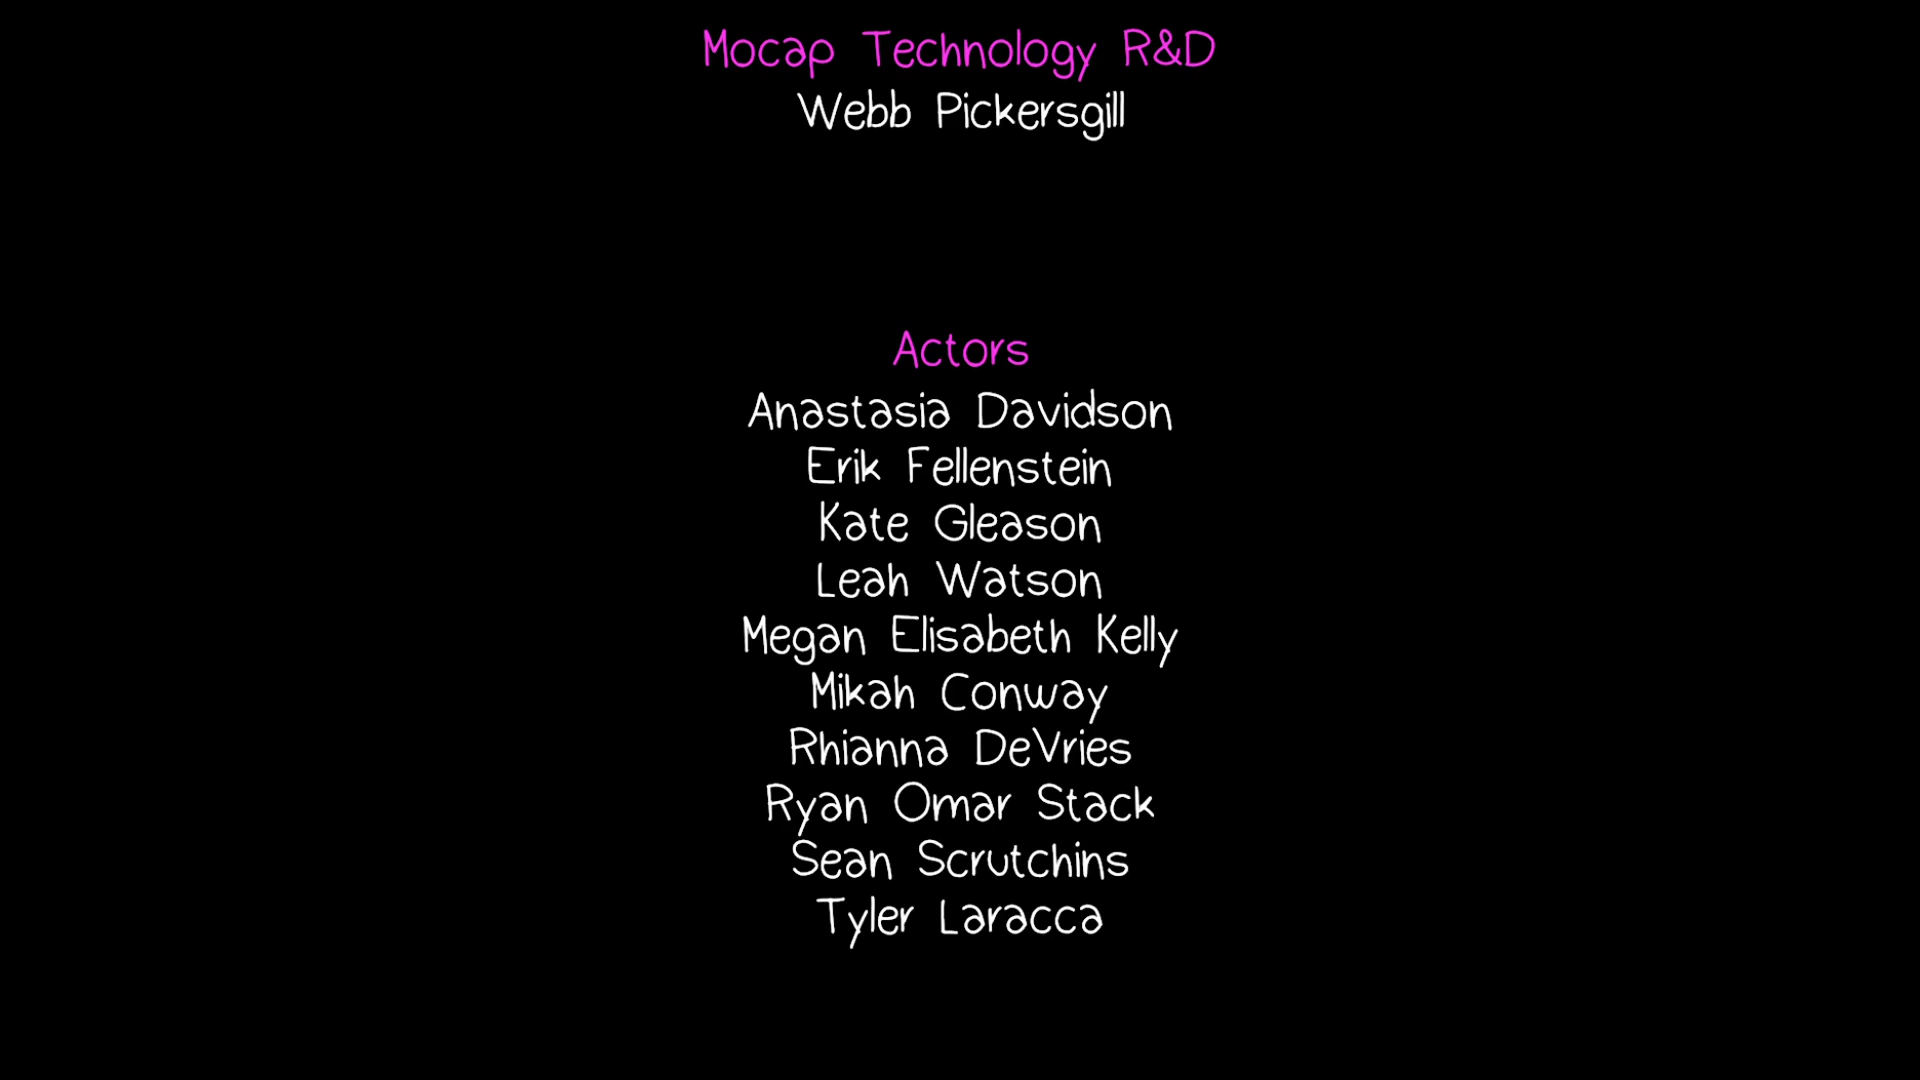 Mocap Technology R&D
Webb Pickersgill
Actors
Anastasia Davidson
Erik Fellenstein
Kate Gleason
Leah Watson
Megan Elisabeth Kelly
Mikah Conway
Rhianna DeVries
Ryan Omar Stack
Sean Scrutchins
Tyler Laracca